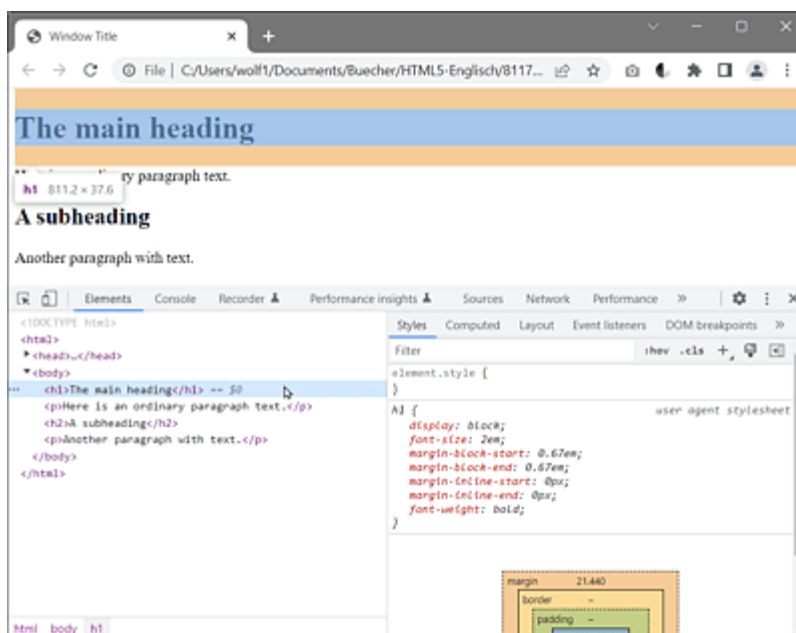 Window Title
File | C:/Users/wolf1/Documents/Buecher/HTML5-Englisch/8117...
The main heading
ry paragraph text.
h1 811.2 × 37.6
A subheading
Another paragraph with text.
Elements Console Recorder Performance insights Sources Network Performance »
<!DOCTYPE html>
<html>
<head>…</head>
<body>
<h1>The main heading</h1> == $0
<p>Here is an ordinary paragraph text.</p>
<h2>A subheading</h2>
<p>Another paragraph with text.</p>
</body>
</html>
html body h1
Styles Computed Layout Event listeners DOM breakpoints »
Filter :hov .cls +
element.style {
}
h1 { user agent stylesheet
display: block;
font-size: 2em;
margin-block-start: 0.67em;
margin-block-end: 0.67em;
margin-inline-start: 0px;
margin-inline-end: 0px;
font-weight: bold;
}
margin 21.440
border –
padding –